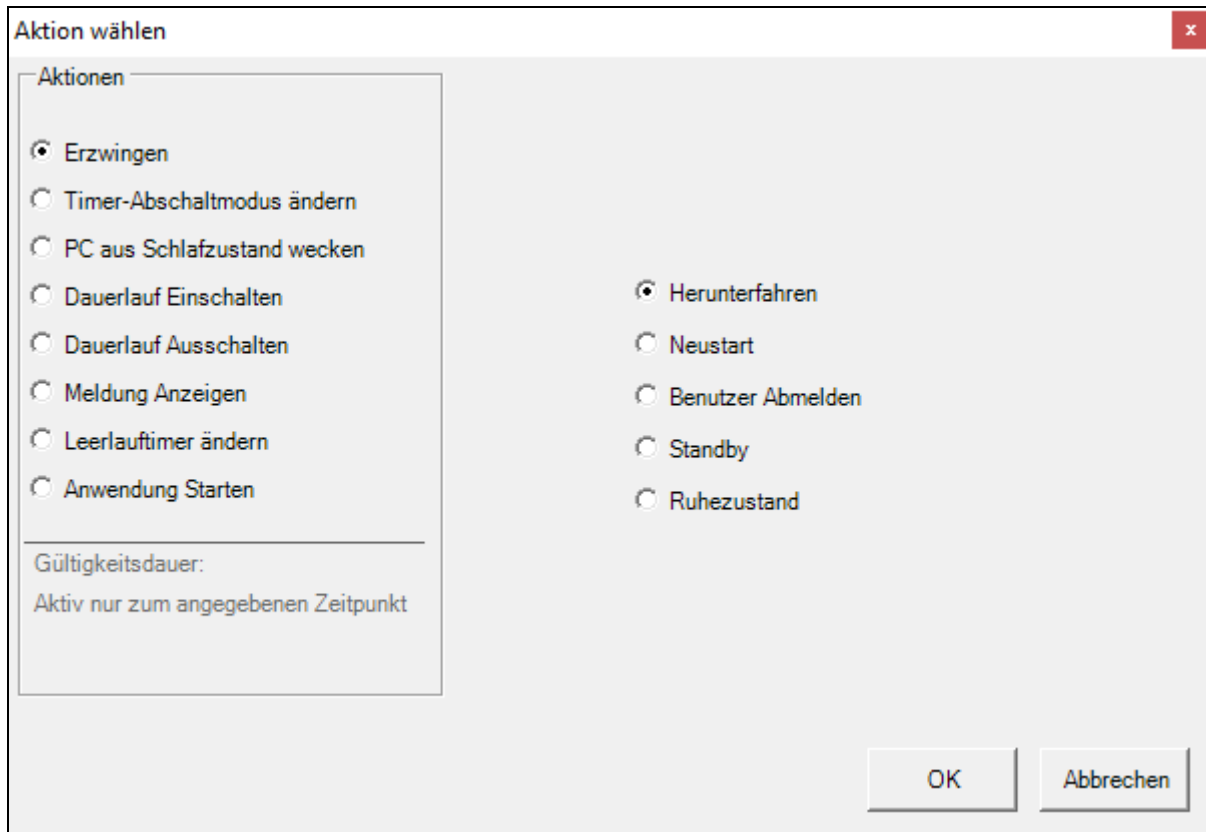 Aktion wählen
x
Aktionen
Erzwingen
Timer-Abschaltmodus ändern
PC aus Schlafzustand wecken
Dauerlauf Einschalten
Dauerlauf Ausschalten
Meldung Anzeigen
Leerlauftimer ändern
Anwendung Starten
Gültigkeitsdauer:
Aktiv nur zum angegebenen Zeitpunkt
Herunterfahren
Neustart
Benutzer Abmelden
Standby
Ruhezustand
OK
Abbrechen